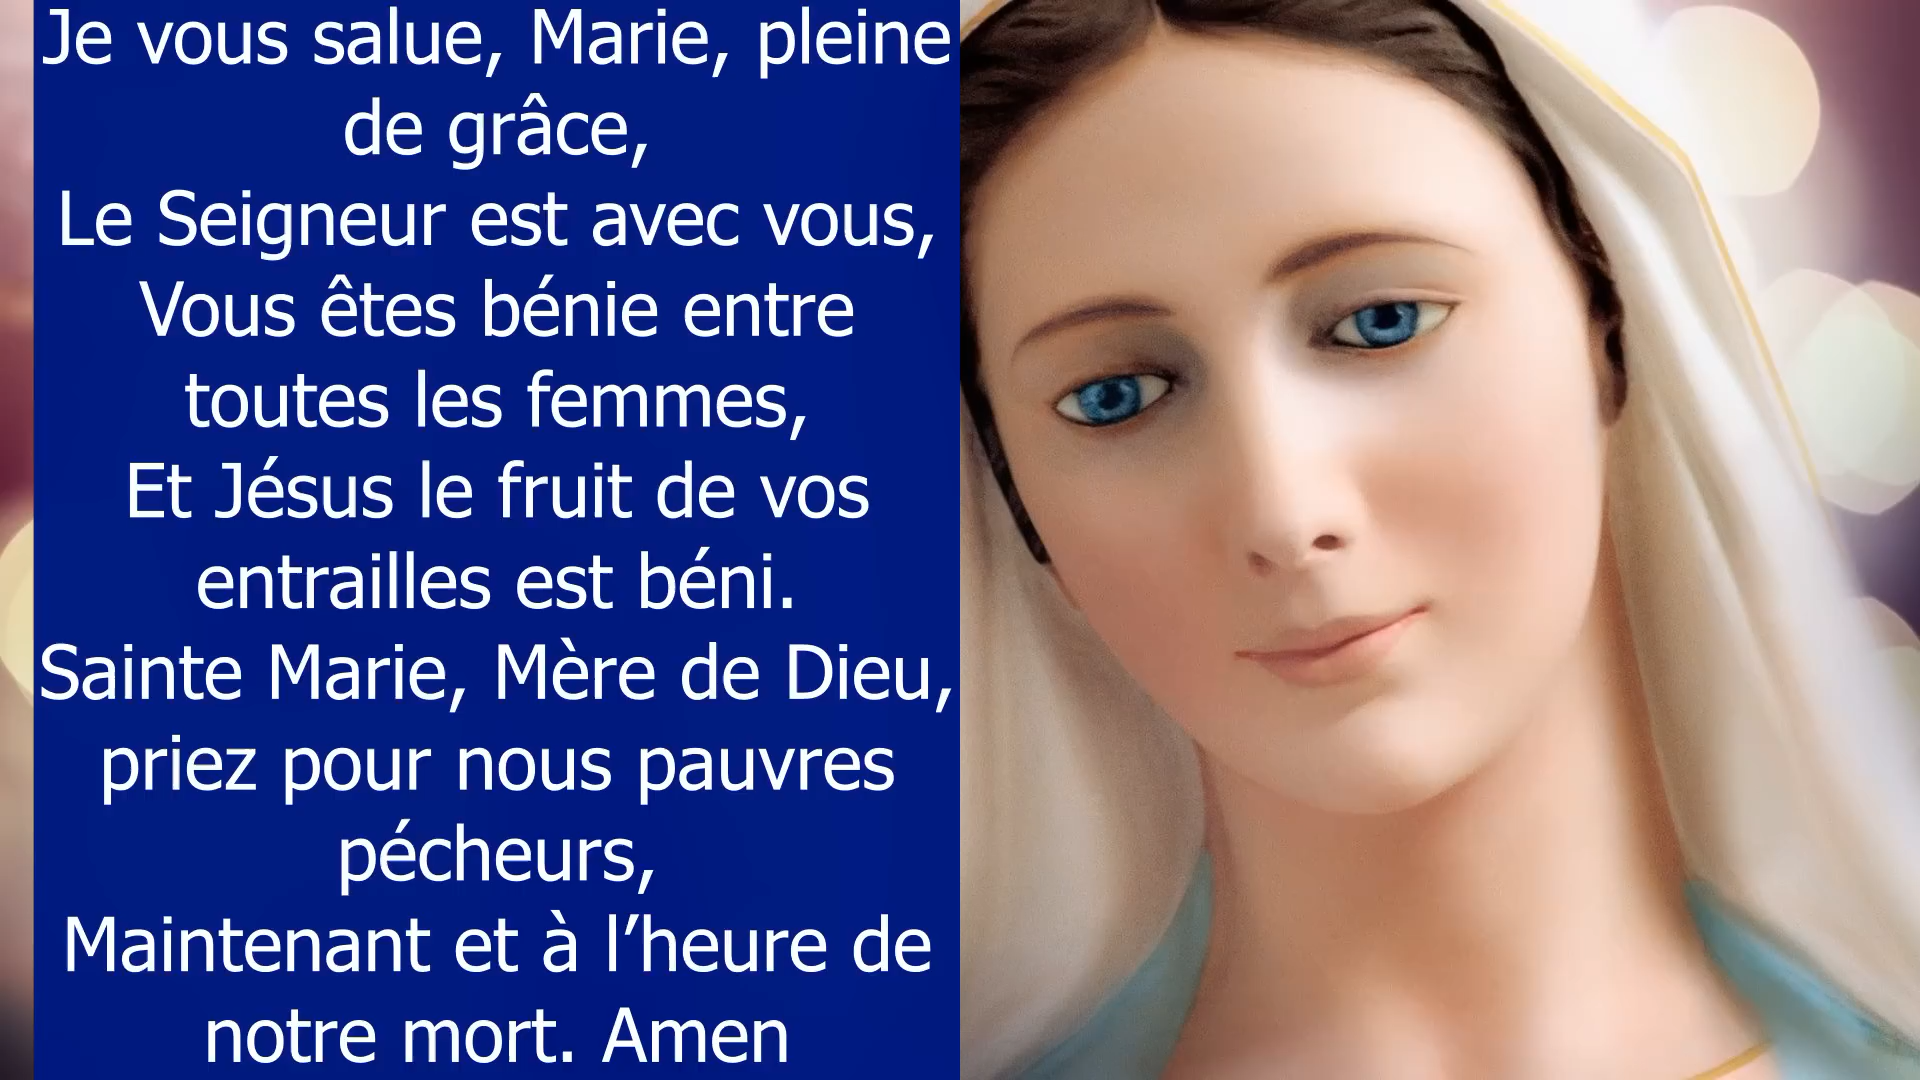 Je vous salue, Marie, pleine
de grâce,
Le Seigneur est avec vous,
Vous êtes bénie entre
toutes les femmes,
Et Jésus le fruit de vos
entrailles est béni.
Sainte Marie, Mère de Dieu,
priez pour nous pauvres
pécheurs,
Maintenant et à l’heure de
notre mort. Amen